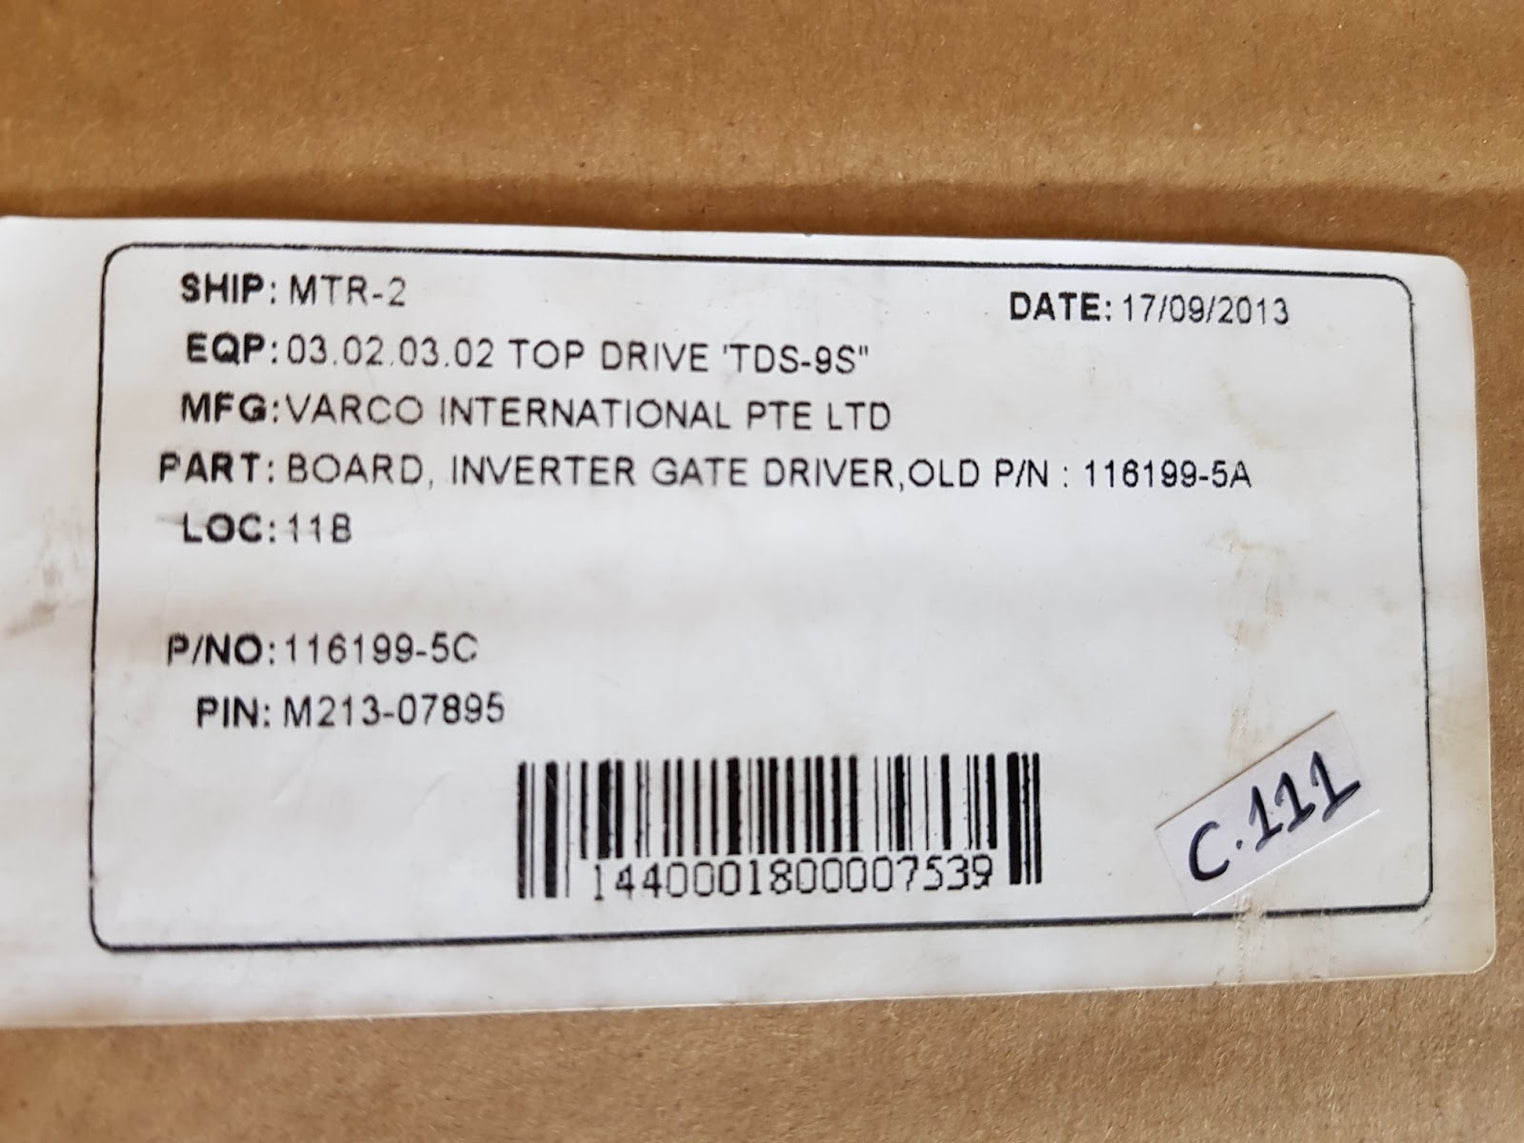 SHIP: MTR-2
DATE: 17/09/2013
EQP: 03.02.03.02 TOP DRIVE 'TDS-9S"
MFG: VARCO INTERNATIONAL PTE LTD
PART: BOARD, INVERTER GATE DRIVER,OLD P/N : 116199-5A
LOC: 11B
P/NO: 116199-5C
PIN: M213-07895
1440001800007539
C.111